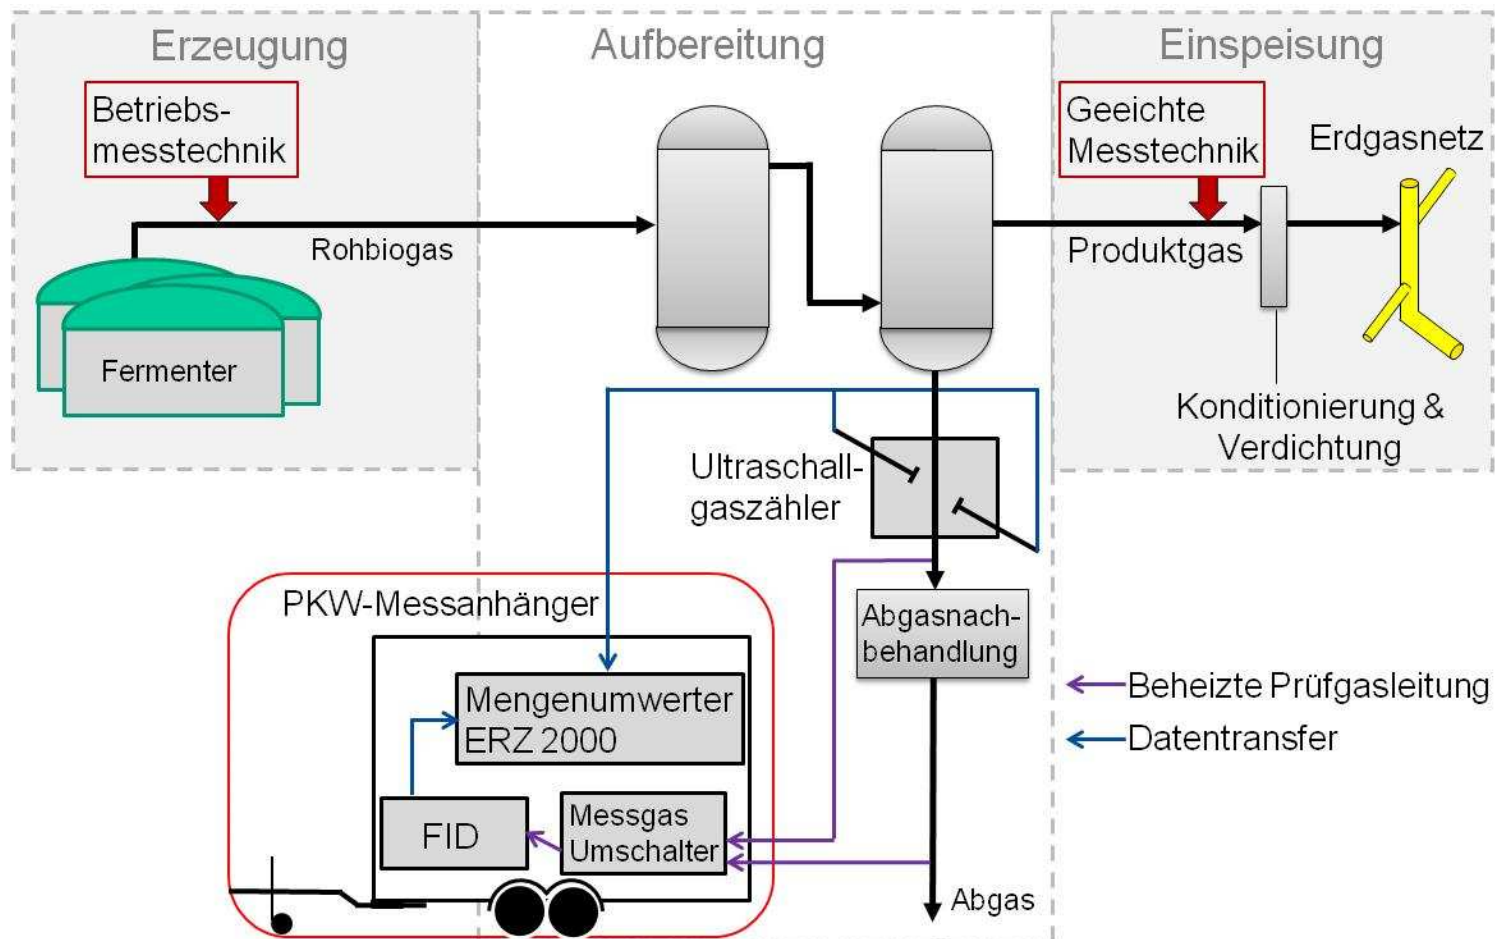 Erzeugung
Aufbereitung
Einspeisung
Betriebs-
messtechnik
Geeichte
Messtechnik
Erdgasnetz
Rohbiogas
Produktgas
Fermenter
Konditionierung &
Verdichtung
Ultraschall-
gaszähler
PKW-Messanhänger
Abgasnach-
behandlung
Mengenumwerter
ERZ 2000
Beheizte Prüfgasleitung
Datentransfer
FID
Messgas
Umschalter
Abgas